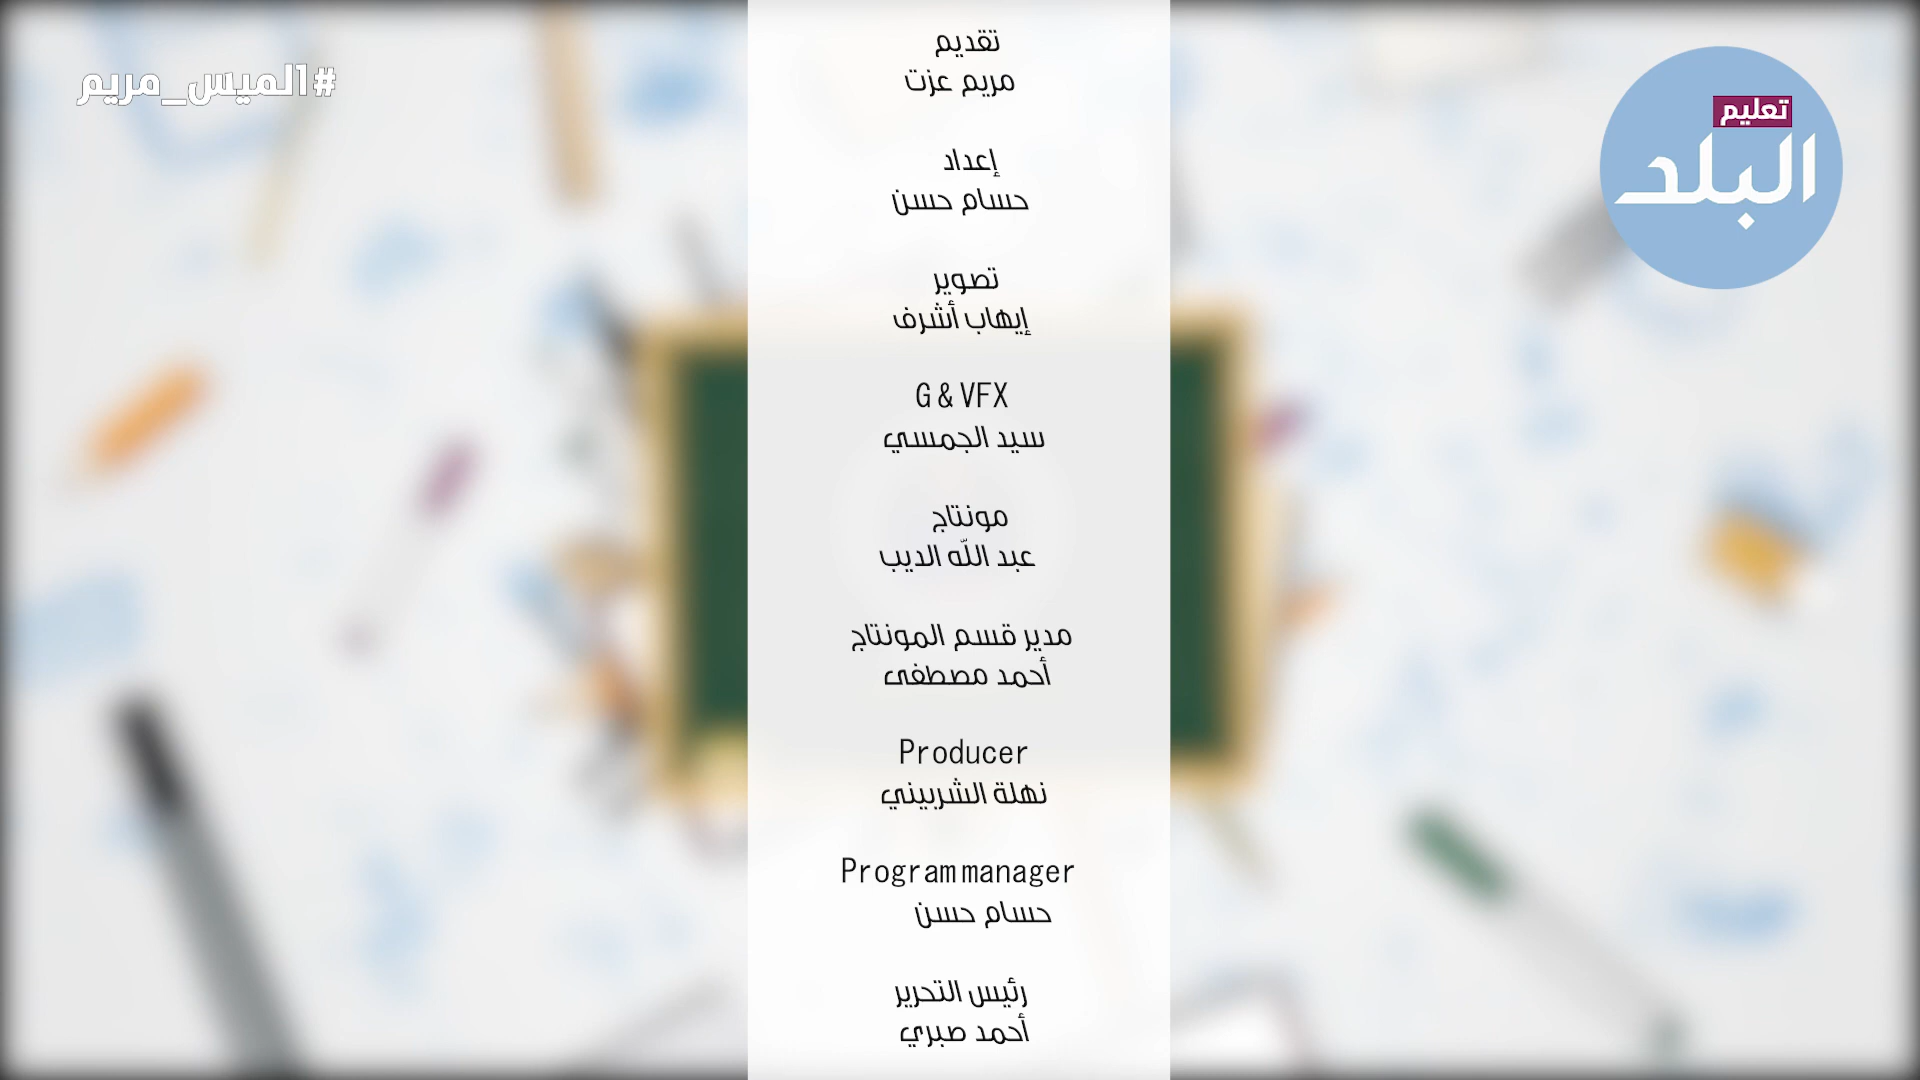 #الميس_مريم
تعليم
البلد
تقديم
مريم عزت
إعداد
حسام حسن
تصوير
إيهاب أشرف
G & VFX
سيد الجمسي
مونتاج
عبد الله الديب
مدير قسم المونتاج
أحمد مصطفى
Producer
نهلة الشربيني
Program manager
حسام حسن
رئيس التحرير
أحمد صبري